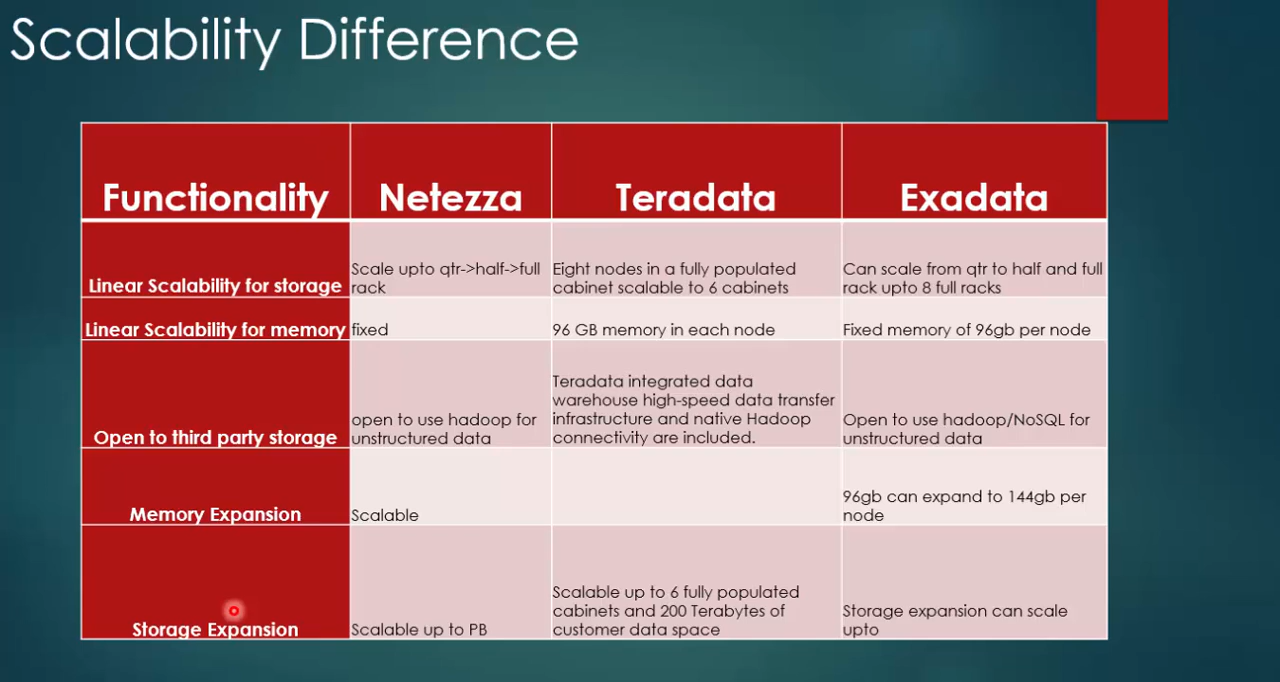 Scalability Difference
Functionality
Netezza
Teradata
Exadata
Linear Scalability for storage
Scale upto qtr->half->full
rack
Eight nodes in a fully populated
cabinet scalable to 6 cabinets
Can scale from qtr to half and full
rack upto 8 full racks
Linear Scalability for memory
fixed
96 GB memory in each node
Fixed memory of 96gb per node
Open to third party storage
open to use hadoop for
unstructured data
Teradata integrated data
warehouse high-speed data transfer
infrastructure and native Hadoop
connectivity are included.
Open to use hadoop/NoSQL for
unstructured data
Memory Expansion
Scalable
96gb can expand to 144gb per
node
Storage Expansion
Scalable up to PB
Scalable up to 6 fully populated
cabinets and 200 Terabytes of
customer data space
Storage expansion can scale
upto